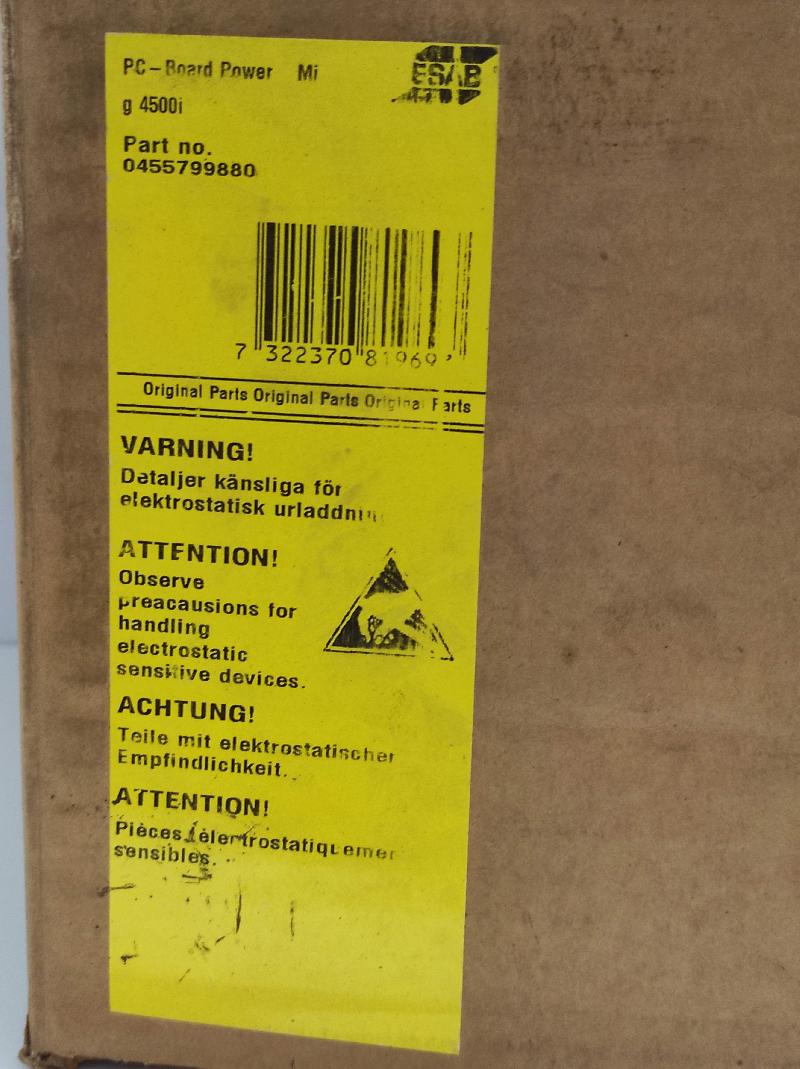 PC-Board Power Mi
ESAB
g 4500i
Part no.
0455799880
7 322370 81969
Original Parts Original Parts Original Parts
VARNING!
Detaljer känsliga för
elektrostatisk
ATTENTION!
Observe
preacausions for
handling
electrostatic
sensitive devices.
ACHTUNG!
Teile mit elektrostatischer
Empfindlichkeit.
ATTENTION!
Pièces électrostatiquement
sensibles.